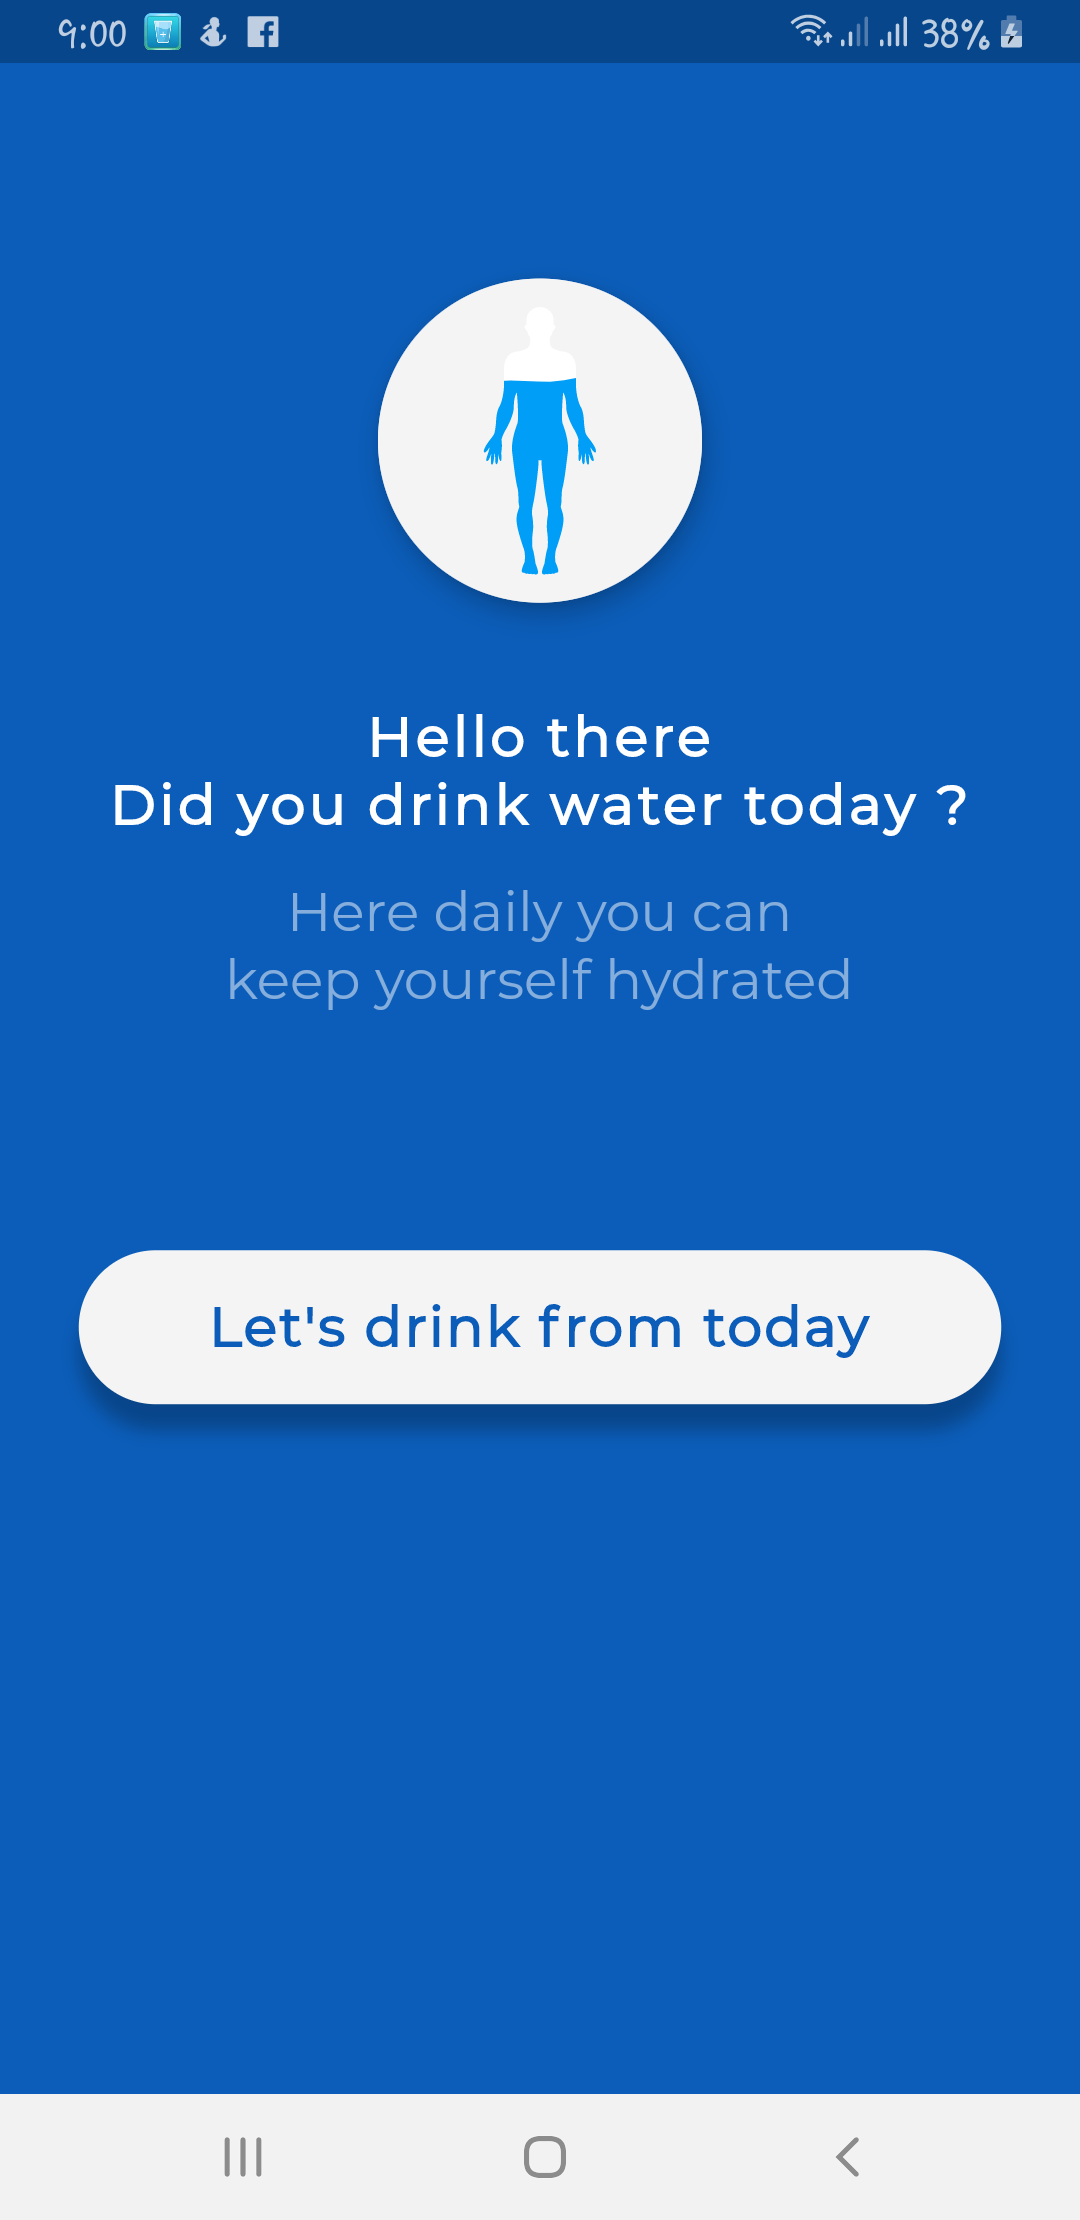 9:00 38%
Hello there
Did you drink water today ?
Here daily you can
keep yourself hydrated
Let's drink from today